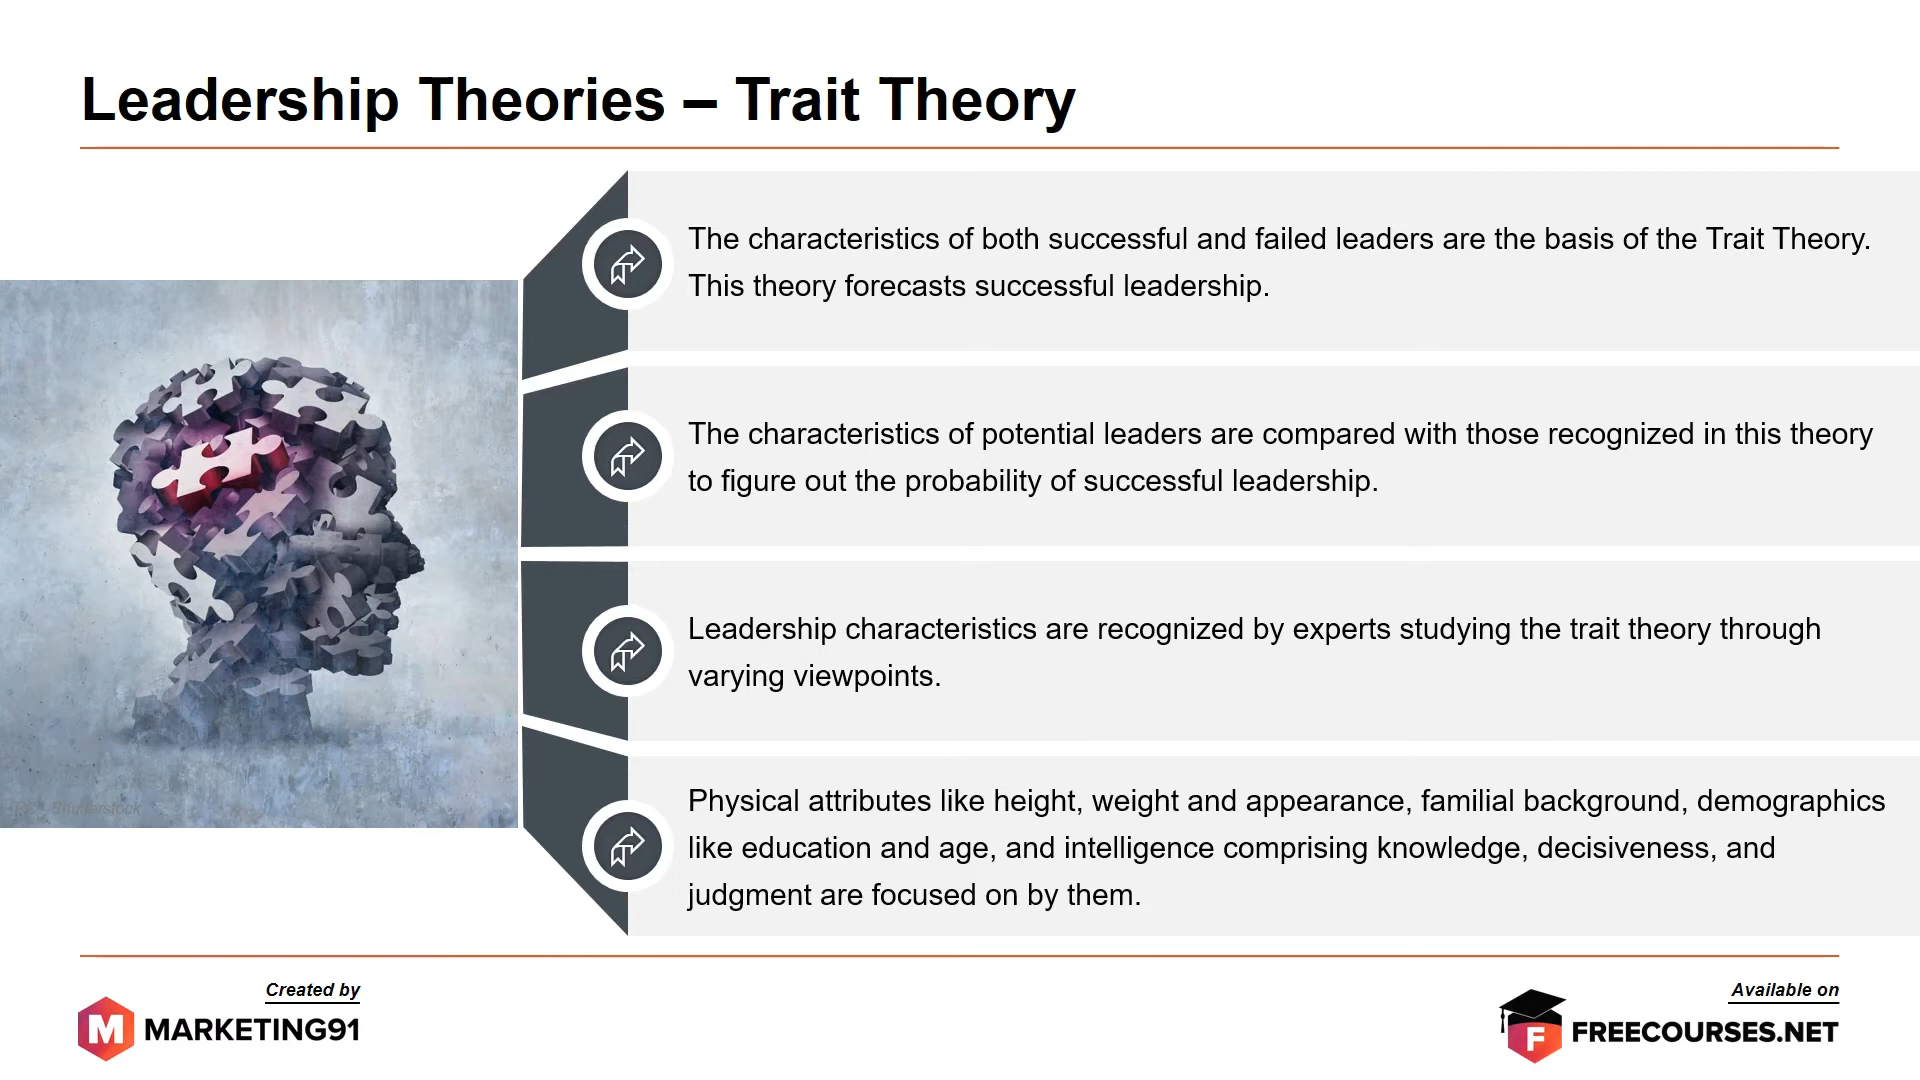 Leadership Theories – Trait Theory
The characteristics of both successful and failed leaders are the basis of the Trait Theory.
This theory forecasts successful leadership.
The characteristics of potential leaders are compared with those recognized in this theory
to figure out the probability of successful leadership.
Leadership characteristics are recognized by experts studying the trait theory through
varying viewpoints.
Physical attributes like height, weight and appearance, familial background, demographics
like education and age, and intelligence comprising knowledge, decisiveness, and
judgment are focused on by them.
Shutterstock
Created by
M MARKETING91
Available on
F FREECOURSES.NET